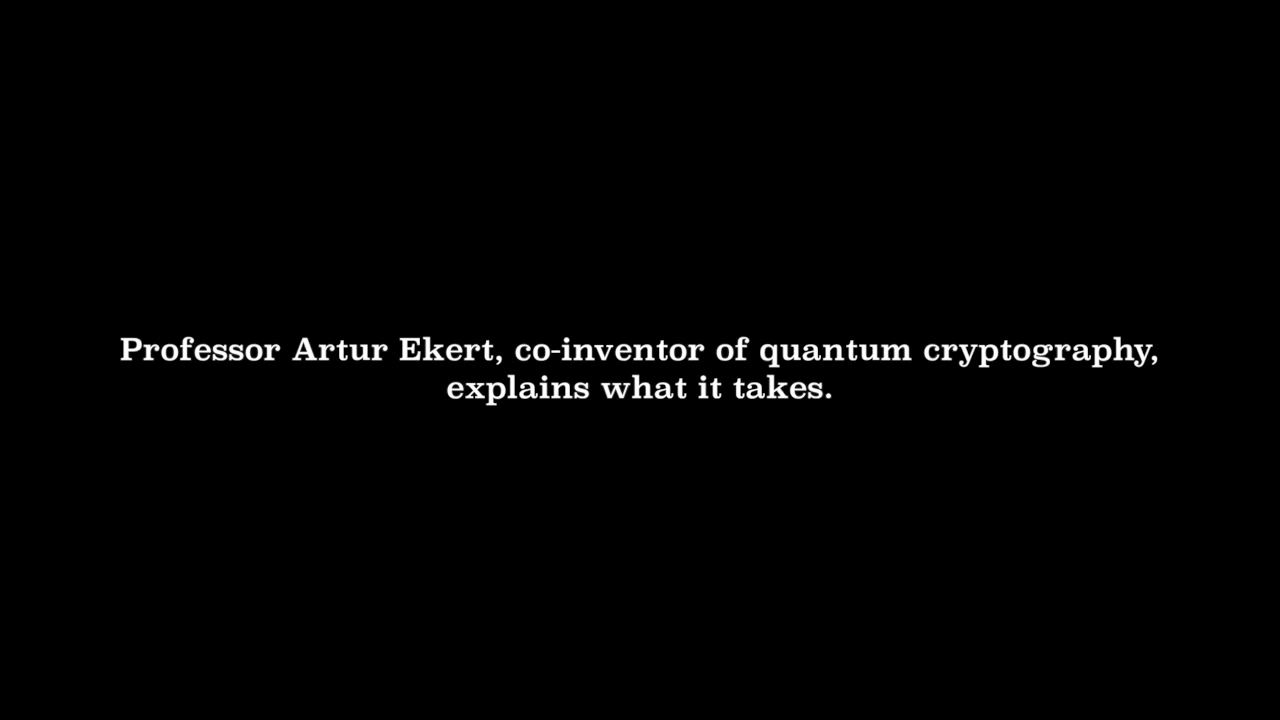 Professor Artur Ekert, co-inventor of quantum cryptography,
explains what it takes.